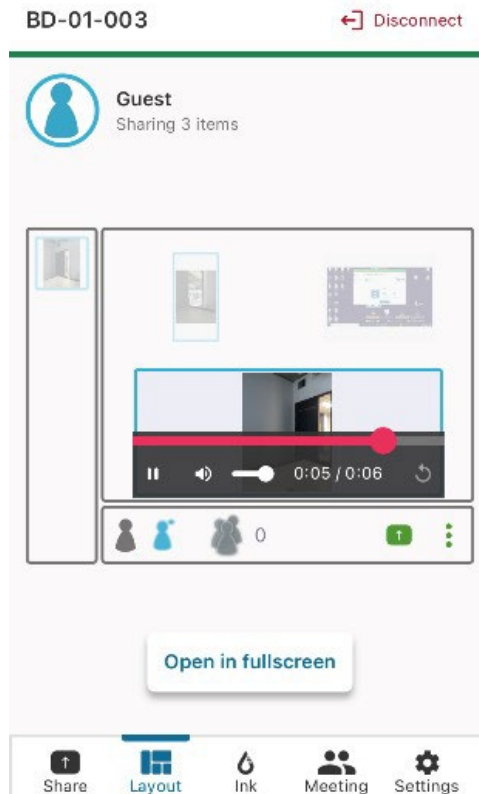 BD-01-003 Disconnect
Guest
Sharing 3 items
0:05 / 0:06
0
Open in fullscreen
Share Layout Ink Meeting Settings